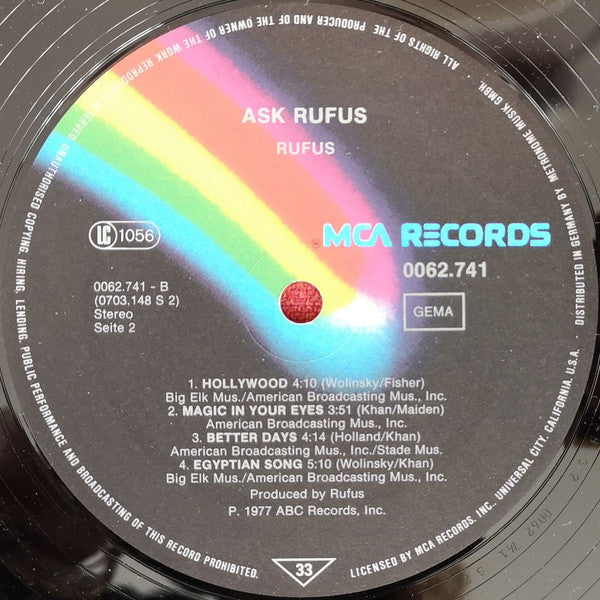 ALL RIGHTS OF THE PRODUCER AND OF THE OWNER OF THE WORK REPRODUCED RESERVED. UNAUTHORISED COPYING, HIRING, LENDING, PUBLIC PERFORMANCE AND BROADCASTING OF THIS RECORD PROHIBITED.
ASK RUFUS
RUFUS
LC 1056
® MCA RECORDS
0062.741
0062.741 - B
(0703,148 S 2)
Stereo
Seite 2
GEMA
1. HOLLYWOOD 4:10 (Wolinsky/Fisher)
Big Elk Mus./American Broadcasting Mus., Inc.
2. MAGIC IN YOUR EYES 3:51 (Khan/Maiden)
American Broadcasting Mus., Inc.
3. BETTER DAYS 4:14 (Holland/Khan)
American Broadcasting Mus., Inc./Stade Mus.
4. EGYPTIAN SONG 5:10 (Wolinsky/Khan)
Big Elk Mus./American Broadcasting Mus., Inc.
Produced by Rufus
P. 1977 ABC Records, Inc.
33
LICENSED BY MCA RECORDS, INC. UNIVERSAL CITY, CALIFORNIA, U.S.A. · DISTRIBUTED IN GERMANY BY METRONOME MUSIK GMBH.